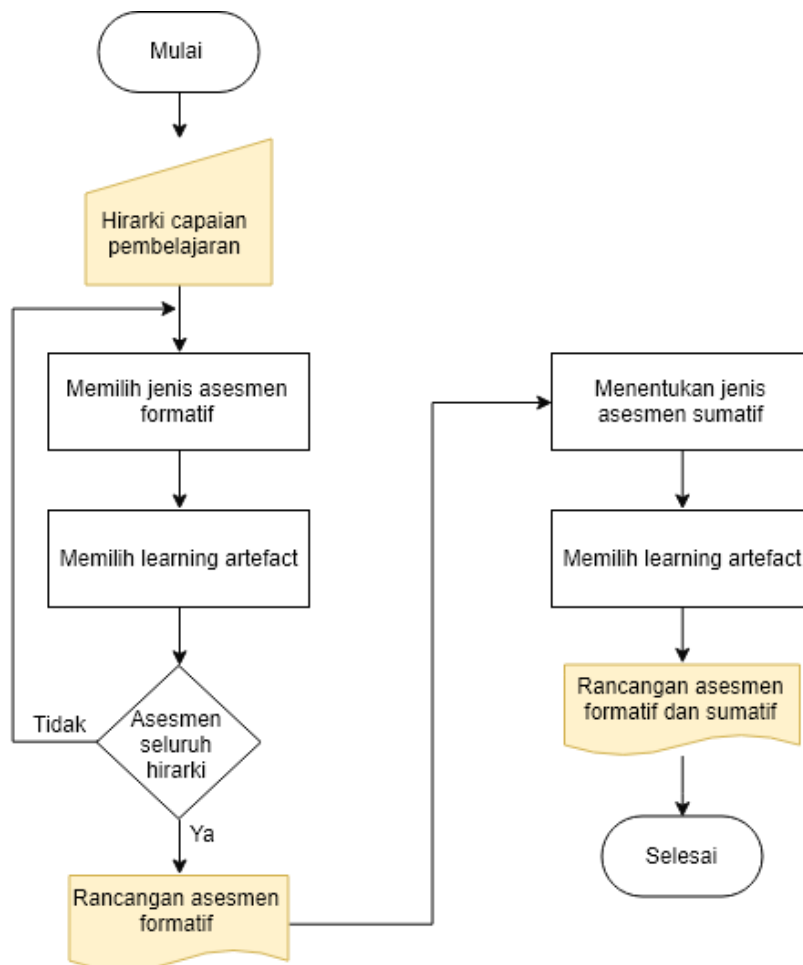 Mulai
Hirarki capaian
pembelajaran
Memilih jenis asesmen
formatif
Memilih learning artefact
Asesmen
seluruh
hirarki
Tidak
Ya
Rancangan asesmen
formatif
Menentukan jenis
asesmen sumatif
Memilih learning artefact
Rancangan asesmen
formatif dan sumatif
Selesai